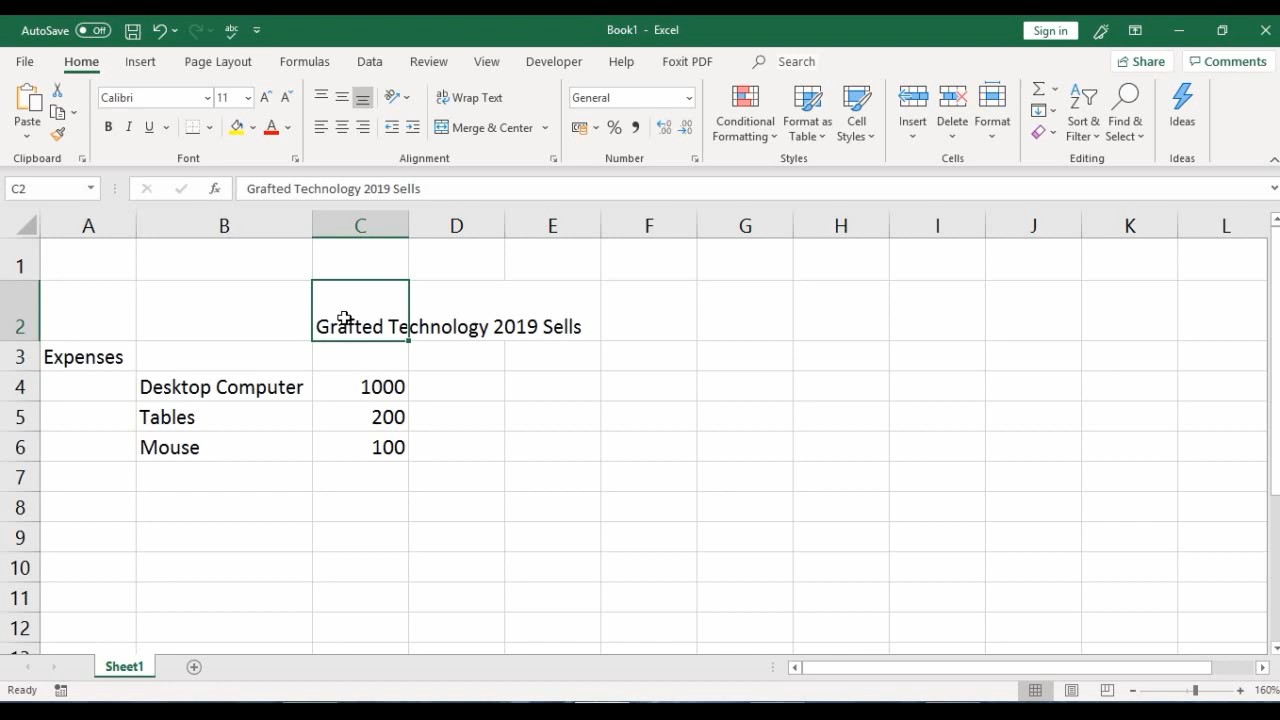 AutoSave Off abc Book1 - Excel Sign in
File Home Insert Page Layout Formulas Data Review View Developer Help Foxit PDF Search Share Comments
Paste Calibri 11 A A ab Wrap Text General Conditional Formatting Format as Table Cell Styles Insert Delete Format Sort & Filter Find & Select Ideas
B I U A Merge & Center % ,
Clipboard Font Alignment Number Styles Cells Editing Ideas
C2 fx Grafted Technology 2019 Sells
A B C D E F G H I J K L
1
2 Grafted Technology 2019 Sells
3 Expenses
4 Desktop Computer 1000
5 Tables 200
6 Mouse 100
7
8
9
10
11
12
Sheet1
Ready 160%